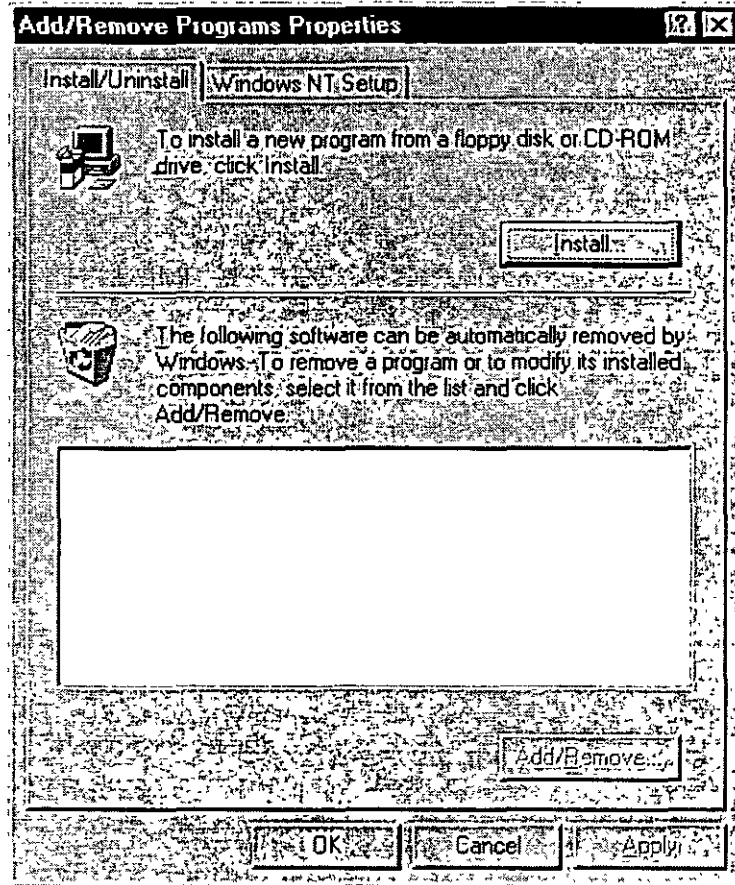 Add/Remove Programs Properties
Install/Uninstall Windows NT Setup
To install a new program from a floppy disk or CD-ROM
drive, click Install.
Install...
The following software can be automatically removed by
Windows. To remove a program or to modify its installed
components, select it from the list and click
Add/Remove.
Add/Remove...
OK Cancel Apply